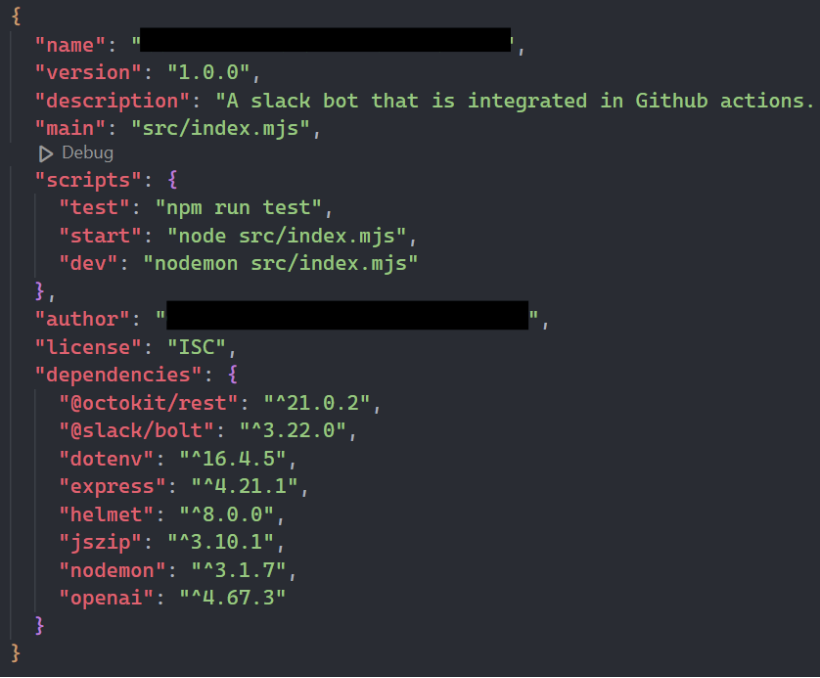 {
"name": "",
"version": "1.0.0",
"description": "A slack bot that is integrated in Github actions.
"main": "src/index.mjs",
Debug
"scripts": {
"test": "npm run test",
"start": "node src/index.mjs",
"dev": "nodemon src/index.mjs"
},
"author": "",
"license": "ISC",
"dependencies": {
"@octokit/rest": "^21.0.2",
"@slack/bolt": "^3.22.0",
"dotenv": "^16.4.5",
"express": "^4.21.1",
"helmet": "^8.0.0",
"jszip": "^3.10.1",
"nodemon": "^3.1.7",
"openai": "^4.67.3"
}
}